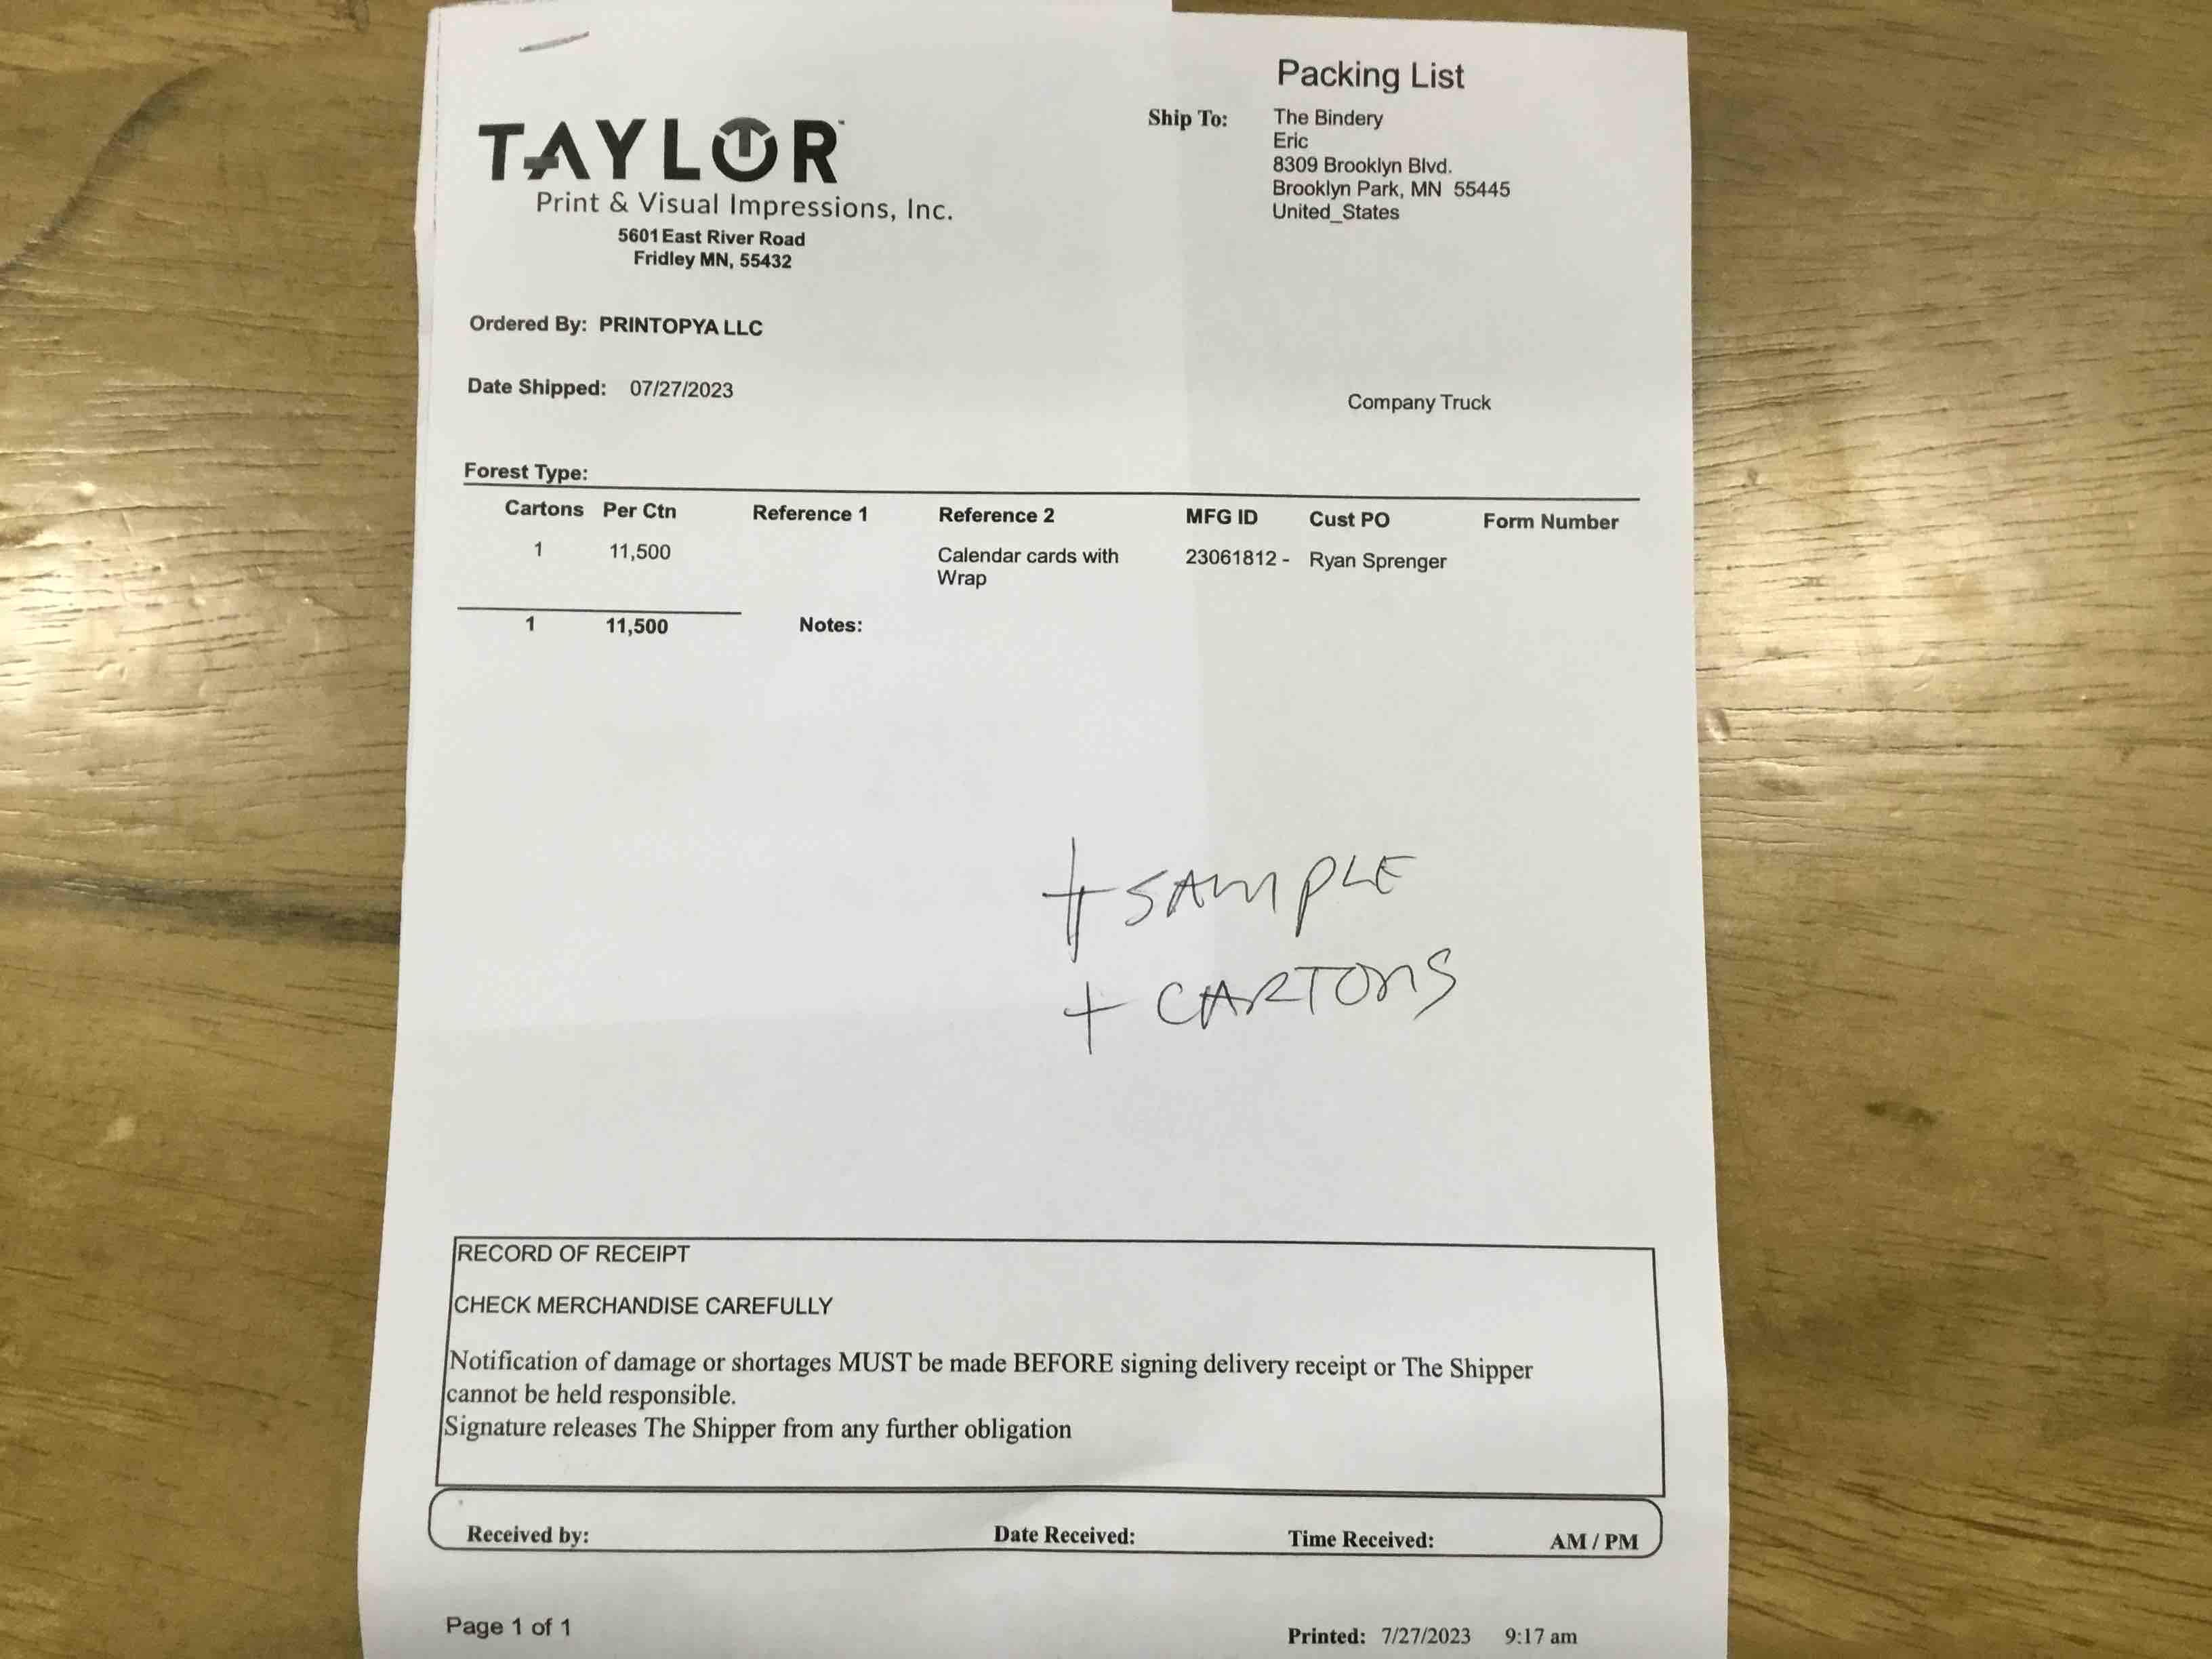 Packing List
TAYLOR
Print & Visual Impressions, Inc.
5601 East River Road
Fridley MN, 55432
Ship To: The Bindery
Eric
8309 Brooklyn Blvd.
Brooklyn Park, MN 55445
United_States
Ordered By: PRINTOPYA LLC
Date Shipped: 07/27/2023
Company Truck
Forest Type:
Cartons Per Ctn Reference 1 Reference 2 MFG ID Cust PO Form Number
1 11,500 Calendar cards with 23061812 - Ryan Sprenger
Wrap
1 11,500 Notes:
+ SAMPLE
+ CARTONS
RECORD OF RECEIPT
CHECK MERCHANDISE CAREFULLY
Notification of damage or shortages MUST be made BEFORE signing delivery receipt or The Shipper
cannot be held responsible.
Signature releases The Shipper from any further obligation
Received by: Date Received: Time Received: AM / PM
Page 1 of 1
Printed: 7/27/2023 9:17 am